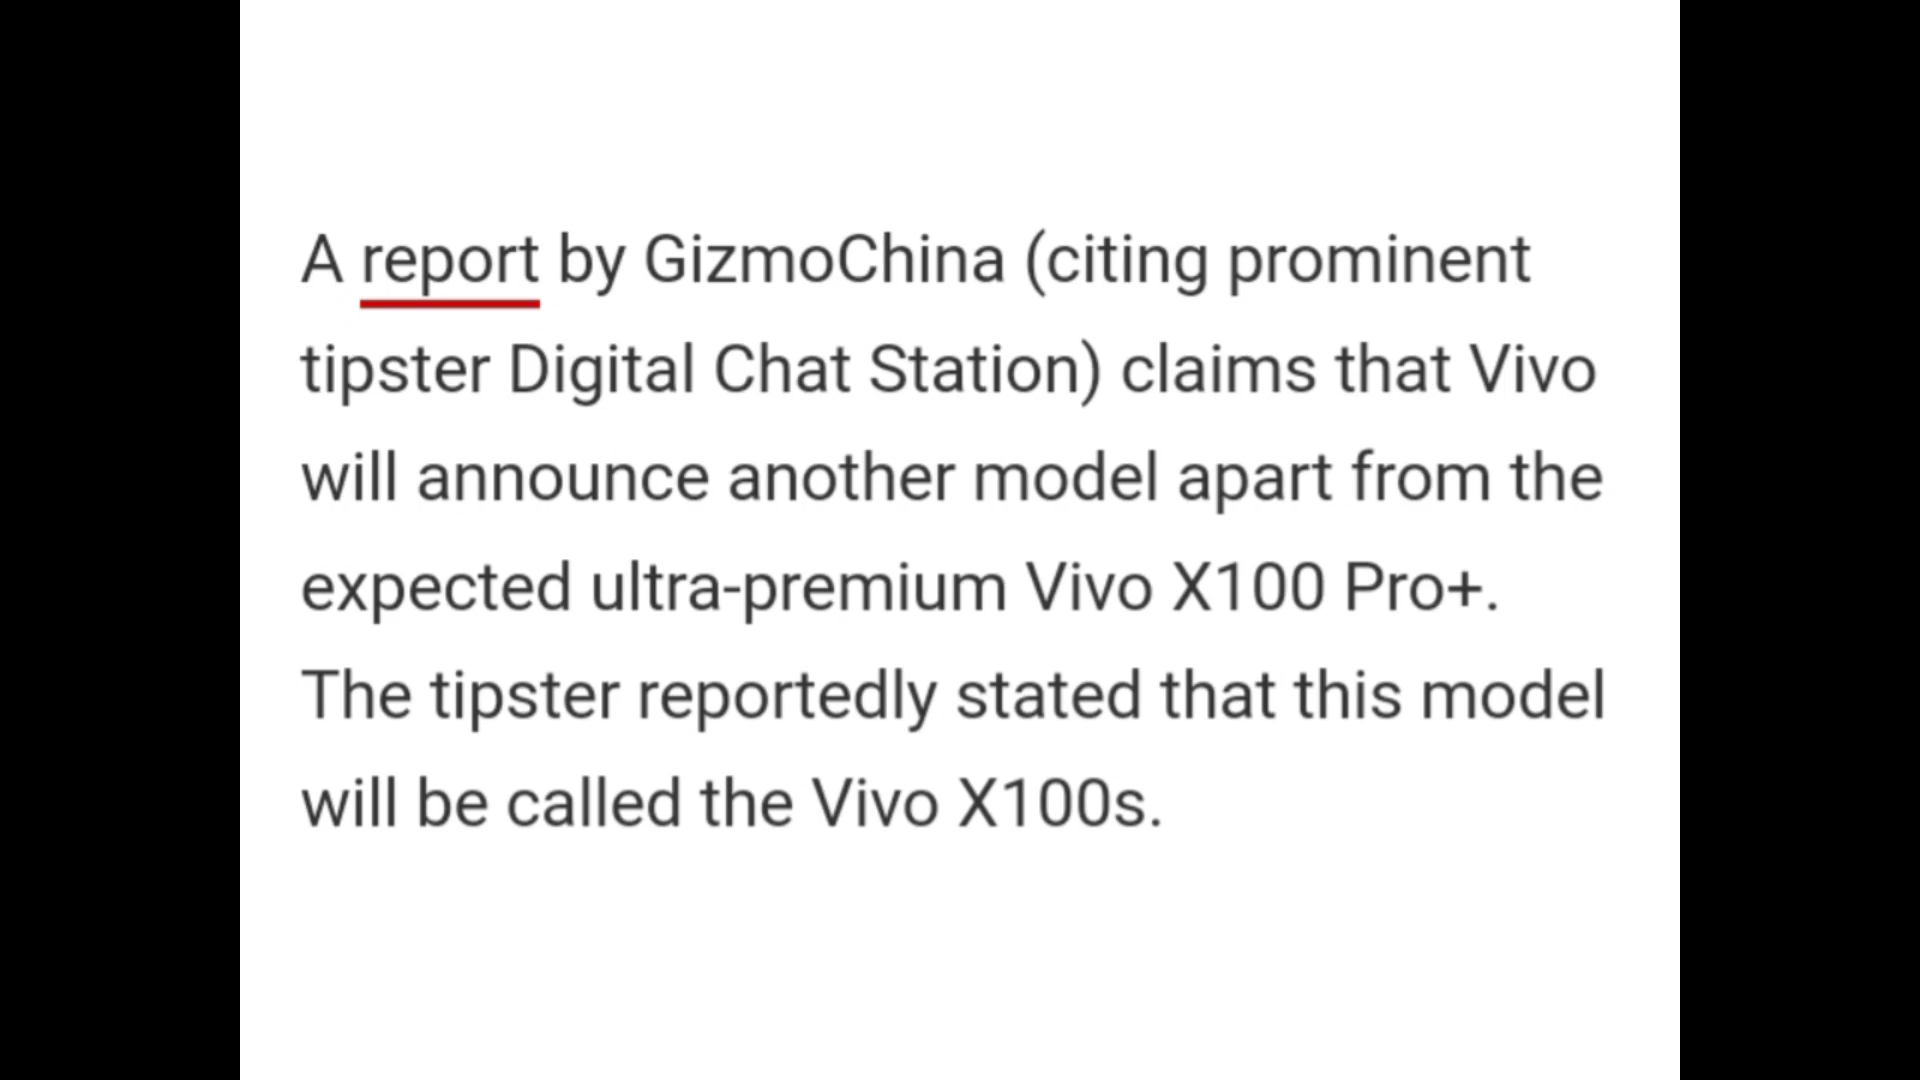 A report by GizmoChina (citing prominent
tipster Digital Chat Station) claims that Vivo
will announce another model apart from the
expected ultra-premium Vivo X100 Pro+.
The tipster reportedly stated that this model
will be called the Vivo X100s.